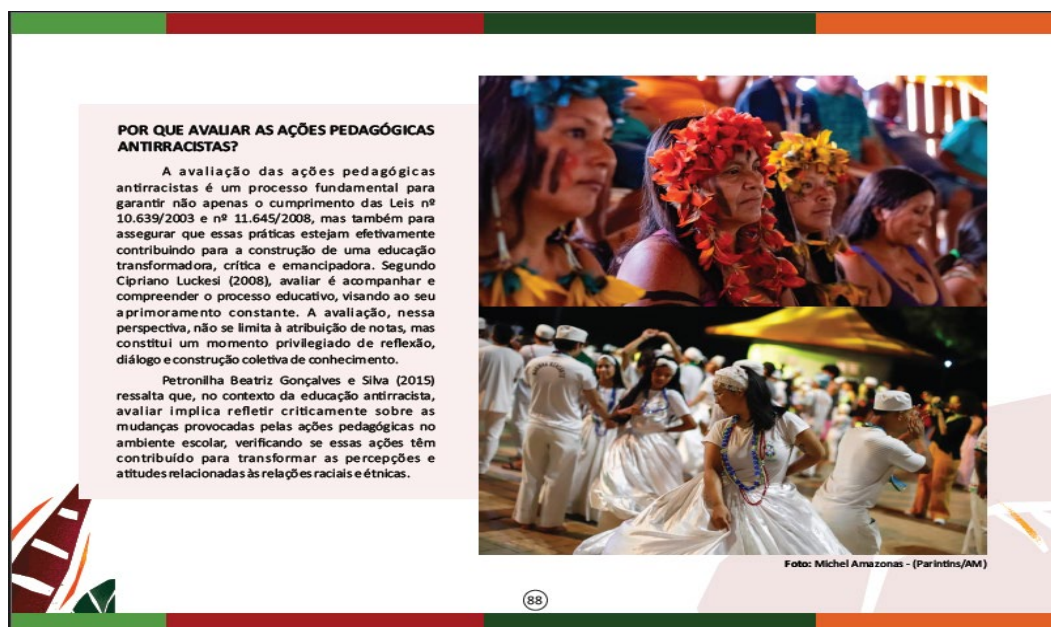 POR QUE AVALIAR AS AÇÕES PEDAGÓGICAS
ANTIRRACISTAS?
A avaliação das ações pedagógicas
antirracistas é um processo fundamental para
garantir não apenas o cumprimento das Leis nº
10.639/2003 e nº 11.645/2008, mas também para
assegurar que essas práticas estejam efetivamente
contribuindo para a construção de uma educação
transformadora, crítica e emancipadora. Segundo
Cipriano Luckesi (2008), avaliar é acompanhar e
compreender o processo educativo, visando ao seu
aprimoramento constante. A avaliação, nessa
perspectiva, não se limita à atribuição de notas, mas
constitui um momento privilegiado de reflexão,
diálogo e construção coletiva de conhecimento.
Petronilha Beatriz Gonçalves e Silva (2015)
ressalta que, no contexto da educação antirracista,
avaliar implica refletir criticamente sobre as
mudanças provocadas pelas ações pedagógicas no
ambiente escolar, verificando se essas ações têm
contribuído para transformar as percepções e
atitudes relacionadas às relações raciais e étnicas.
Foto: Michel Amazonas - (Parintins/AM)
88